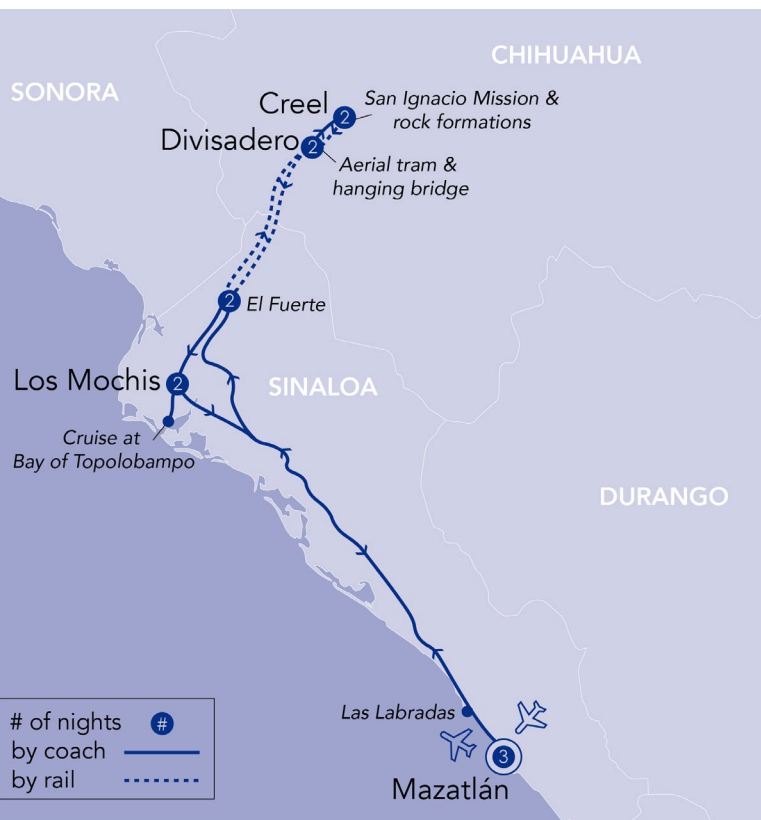 CHIHUAHUA
SONORA
Creel
2
San Ignacio Mission &
rock formations
Divisadero
2
Aerial tram &
hanging bridge
2
El Fuerte
Los Mochis
2
SINALOA
Cruise at
Bay of Topolobampo
DURANGO
Las Labradas
3
Mazatlán
# of nights #
by coach
by rail